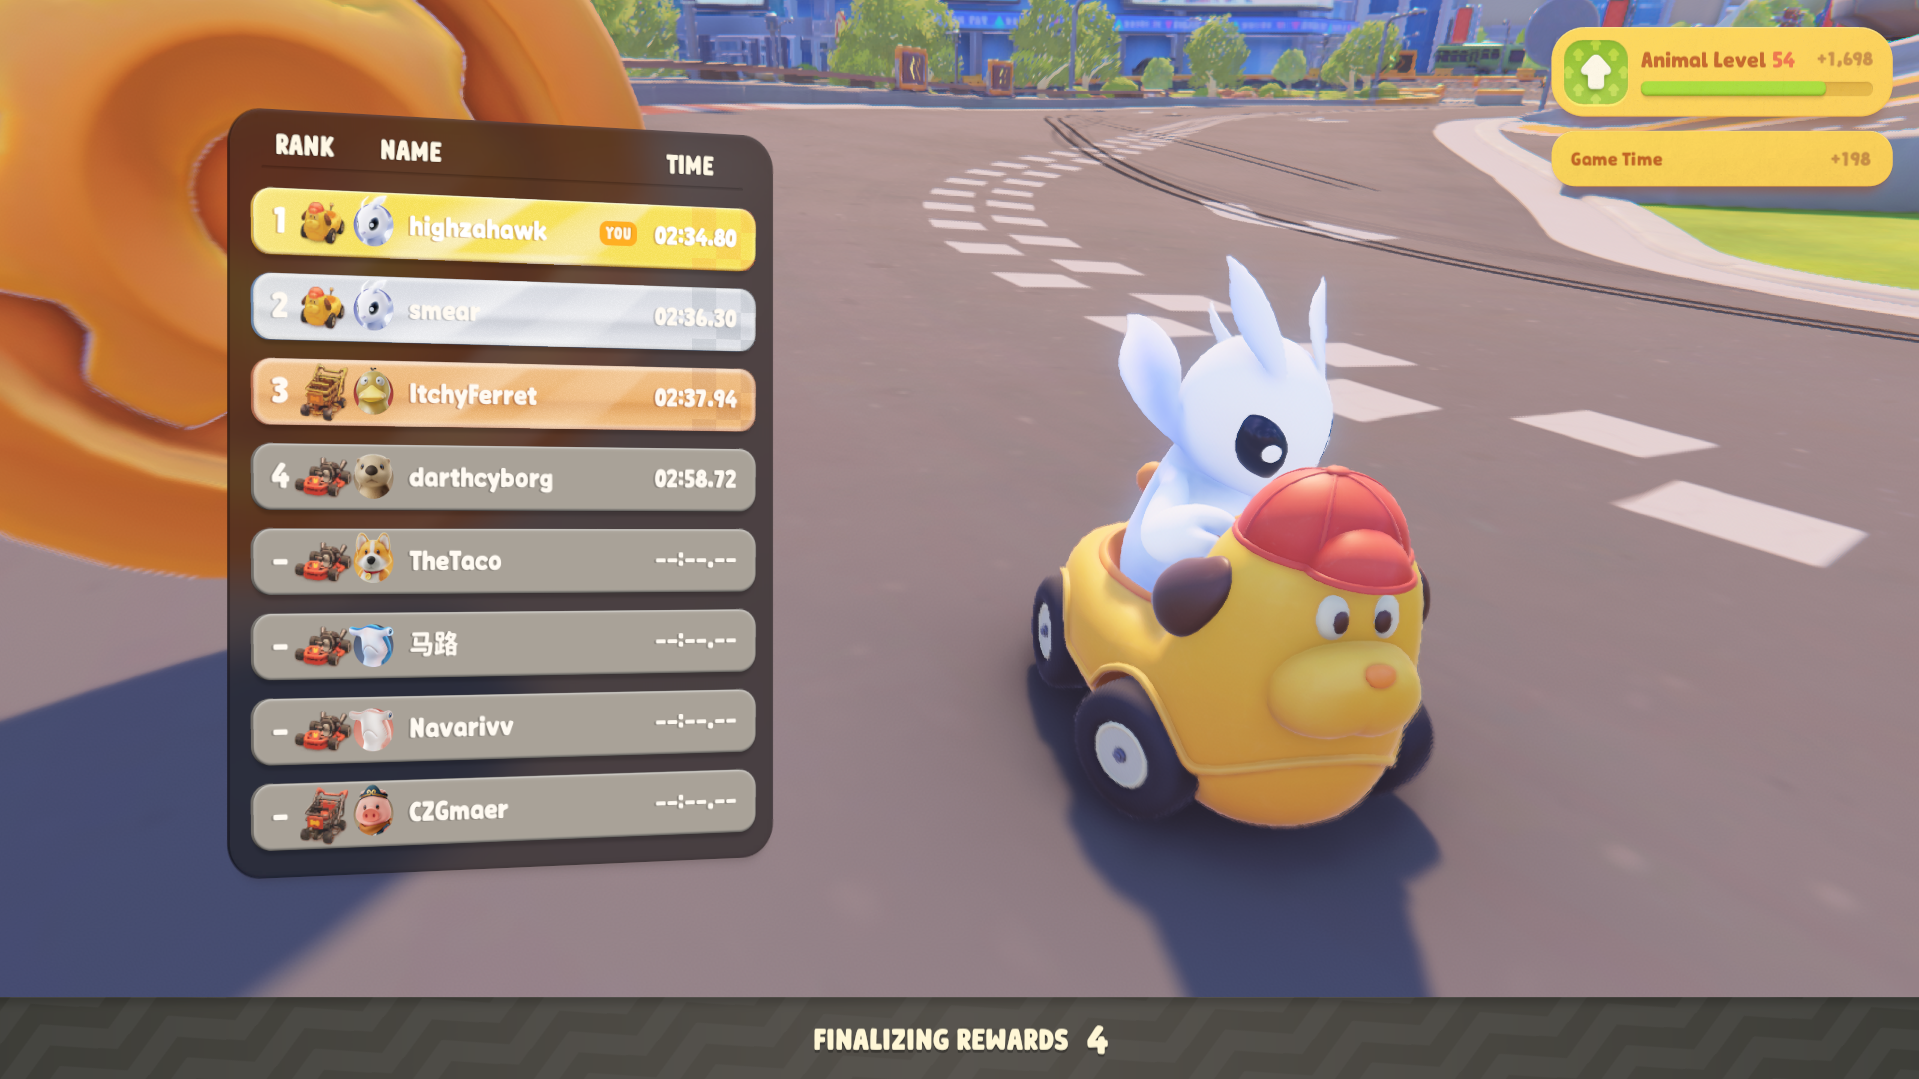 RANK NAME TIME
1 highzahawk YOU 02:34.80
2 smear 02:36.30
3 ItchyFerret 02:37.94
4 darthcyborg 02:58.72
– TheTaco --:--.--
– 马路 --:--.--
– Navarivv --:--.--
– CZGmaer --:--.--
Animal Level 54 +1,698
Game Time +198
FINALIZING REWARDS 4